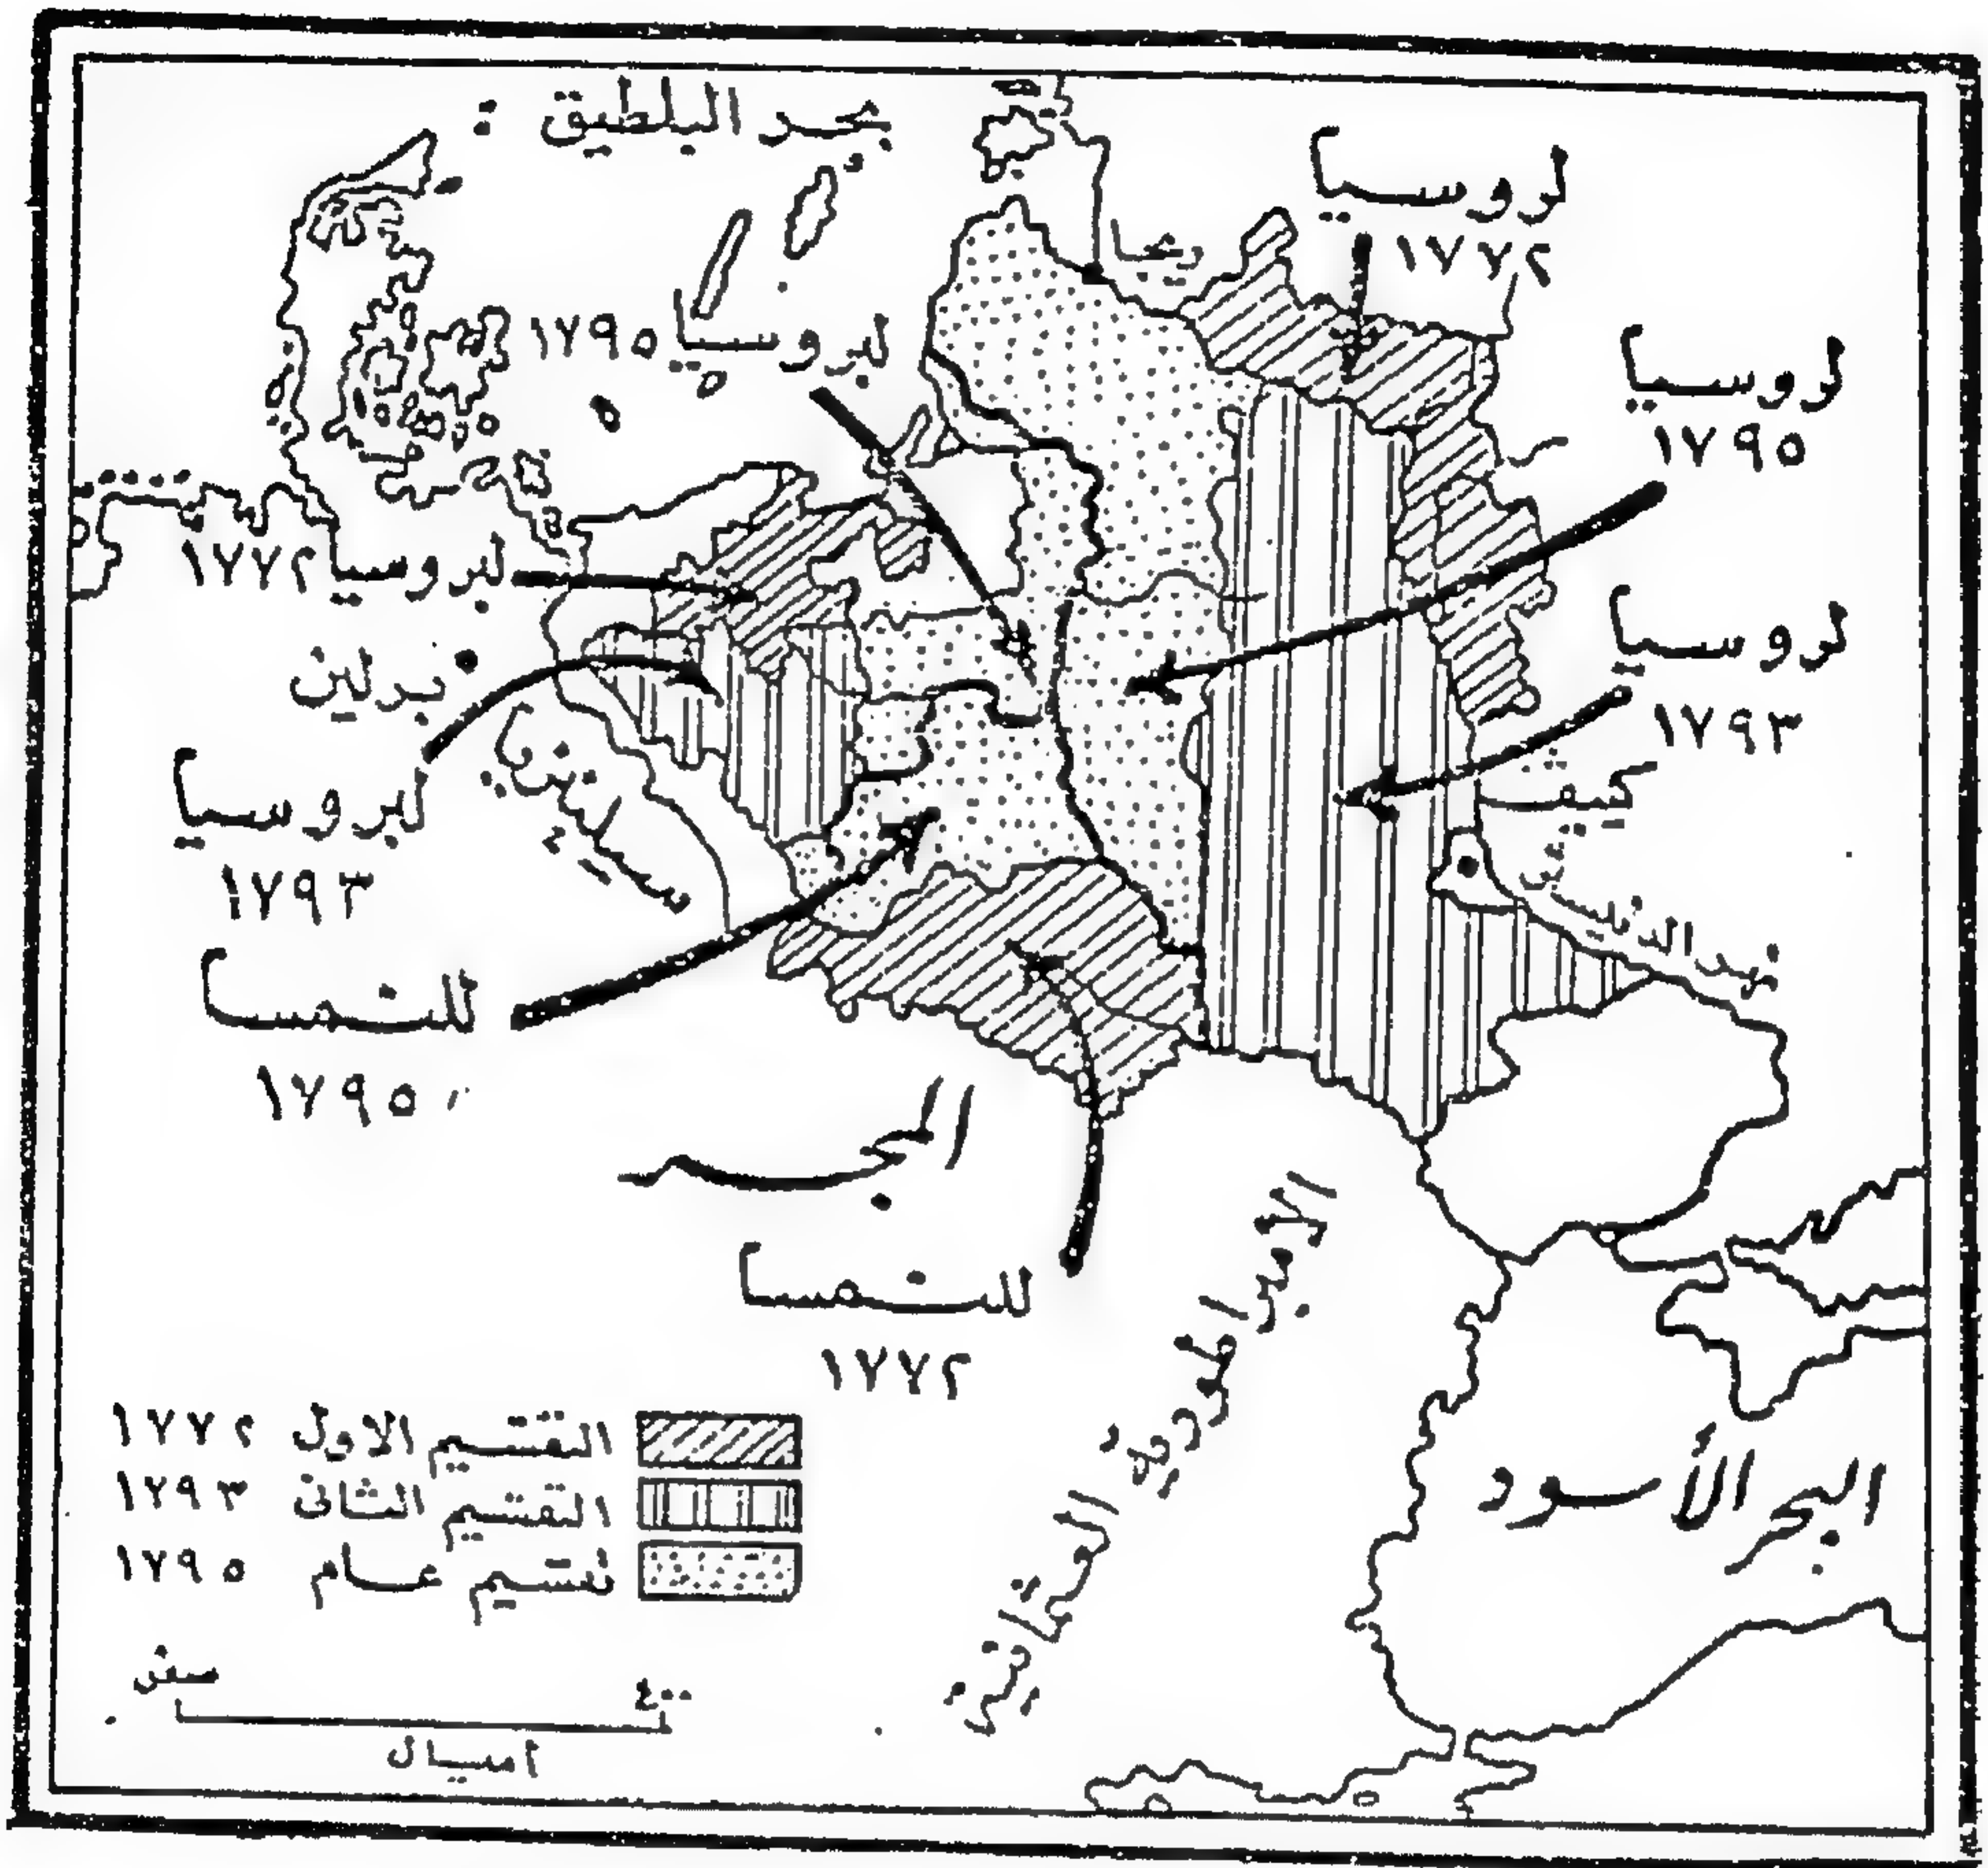 بحر البلطيق
لروسيا
١٧٧٢
ريجا
لبروسيا ١٧٩٥
لروسيا
١٧٩٥
لبروسيا ١٧٧٢
برلين
لروسيا
١٧٩٣
كييف
لبروسيا
١٧٩٣
سيليزيا
نهر الدنيستر
للنمسا
١٧٩٥
المجر
للنمسا
١٧٧٢
الإمبراطورية العثمانية
البحر الأسود
التقسيم الاول ١٧٧٢
التقسيم الثانى ١٧٩٣
تقسيم عام ١٧٩٥
صفر
٤٠٠
أميال